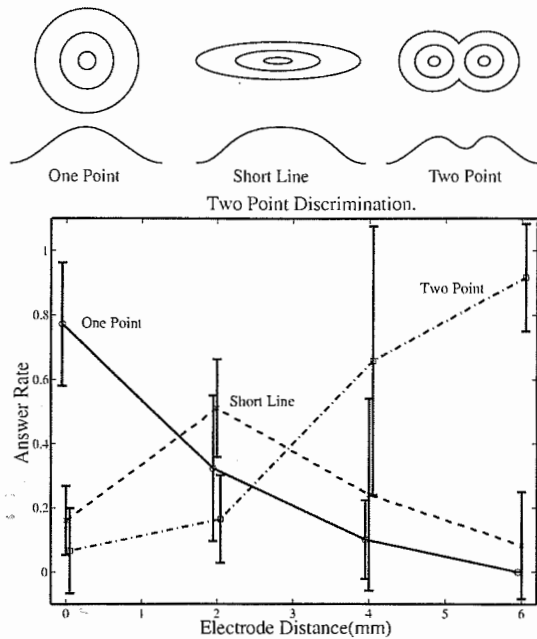 One Point Short Line Two Point
Two Point Discrimination.
1
0.8
0.6
0.4
0.2
0
Answer Rate
One Point
Short Line
Two Point
0 1 2 3 4 5 6
Electrode Distance(mm)